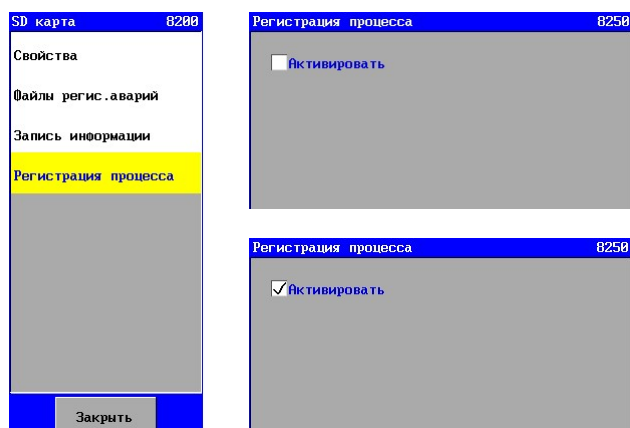 SD карта 8200
Свойства
Файлы регис.аварий
Запись информации
Регистрация процесса
Закрыть
Регистрация процесса 8250
Активировать
Регистрация процесса 8250
Активировать